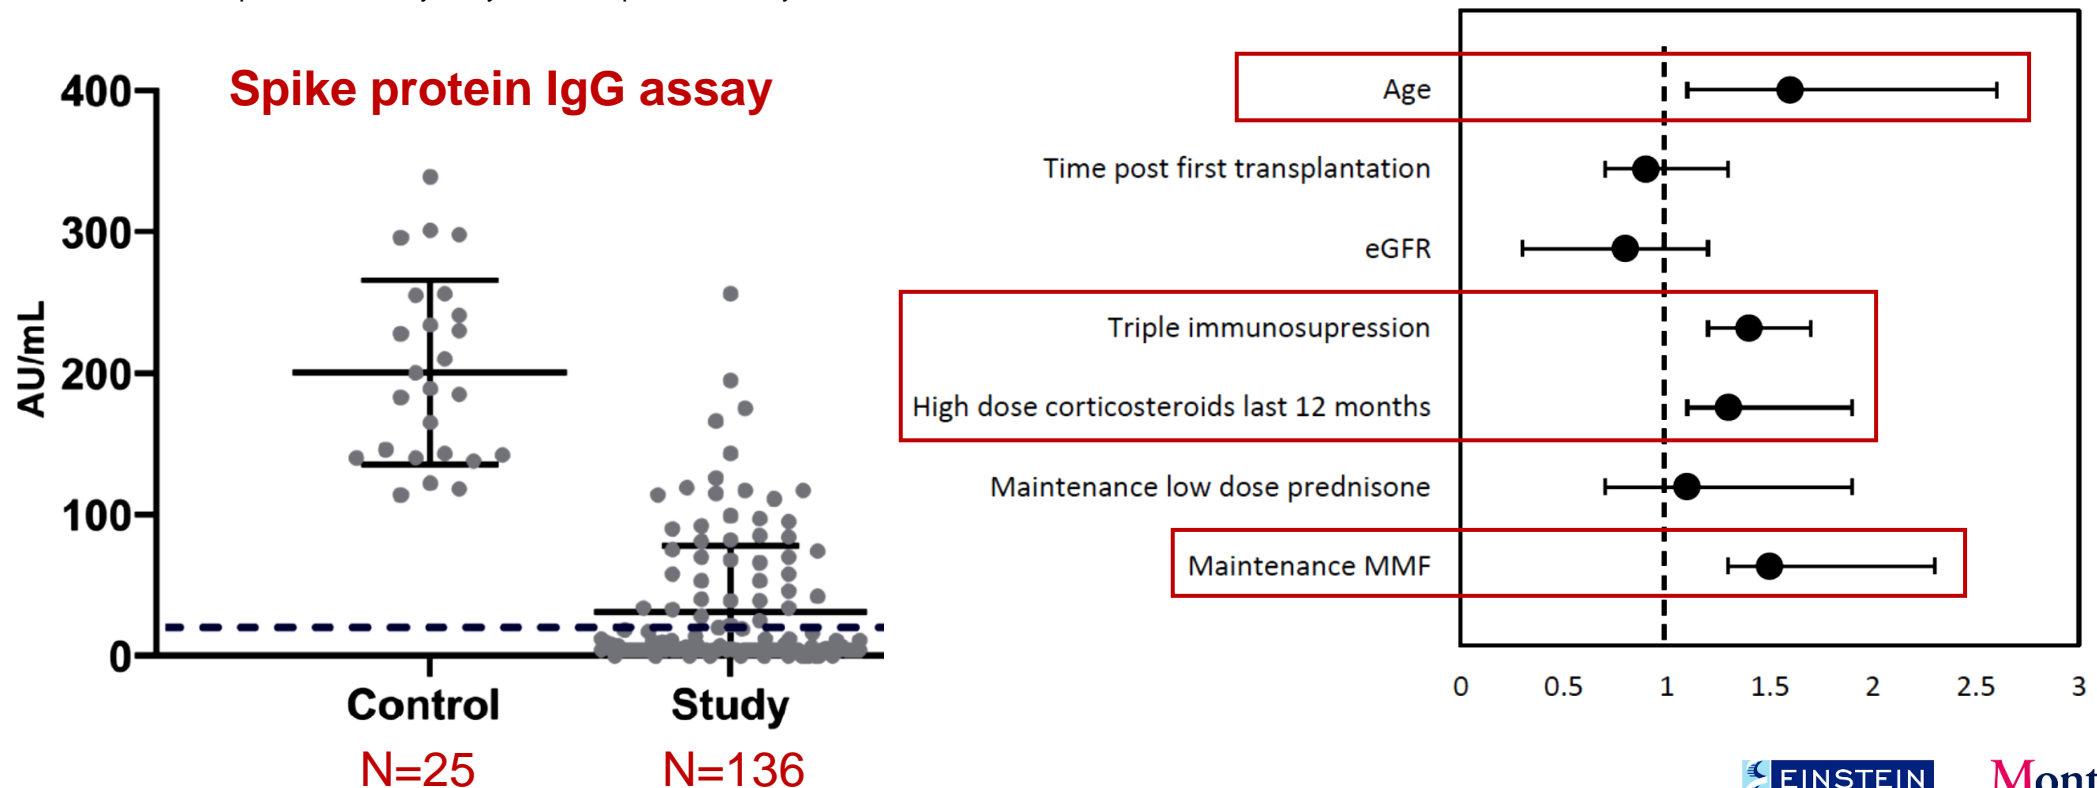 Spike protein IgG assay
400
300
200
100
0
AU/mL
Control
Study
N=25
N=136
Age
Time post first transplantation
eGFR
Triple immunosupression
High dose corticosteroids last 12 months
Maintenance low dose prednisone
Maintenance MMF
0 0.5 1 1.5 2 2.5 3
EINSTEIN
Mont